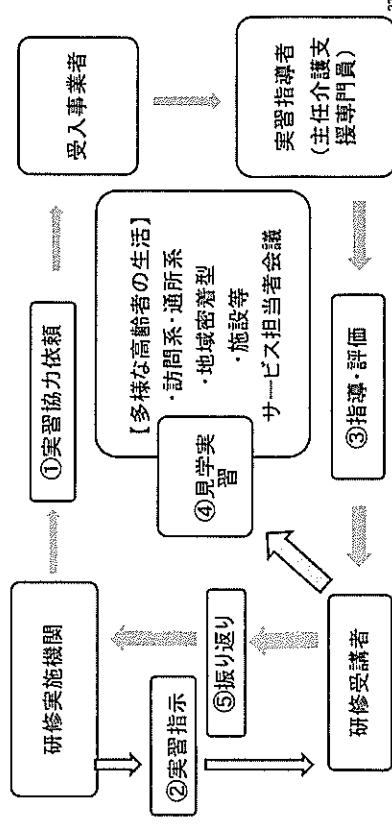 研修実施機関
①実習協力依頼
受入事業者
②実習指示
⑤振り返り
④見学実
習
【多様な高齢者の生活】
・訪問系・通所系
・地域密着型
・施設等
サービス担当者会議
研修受講者
③指導・評価
実習指導者
（主任介護支
援専門員）